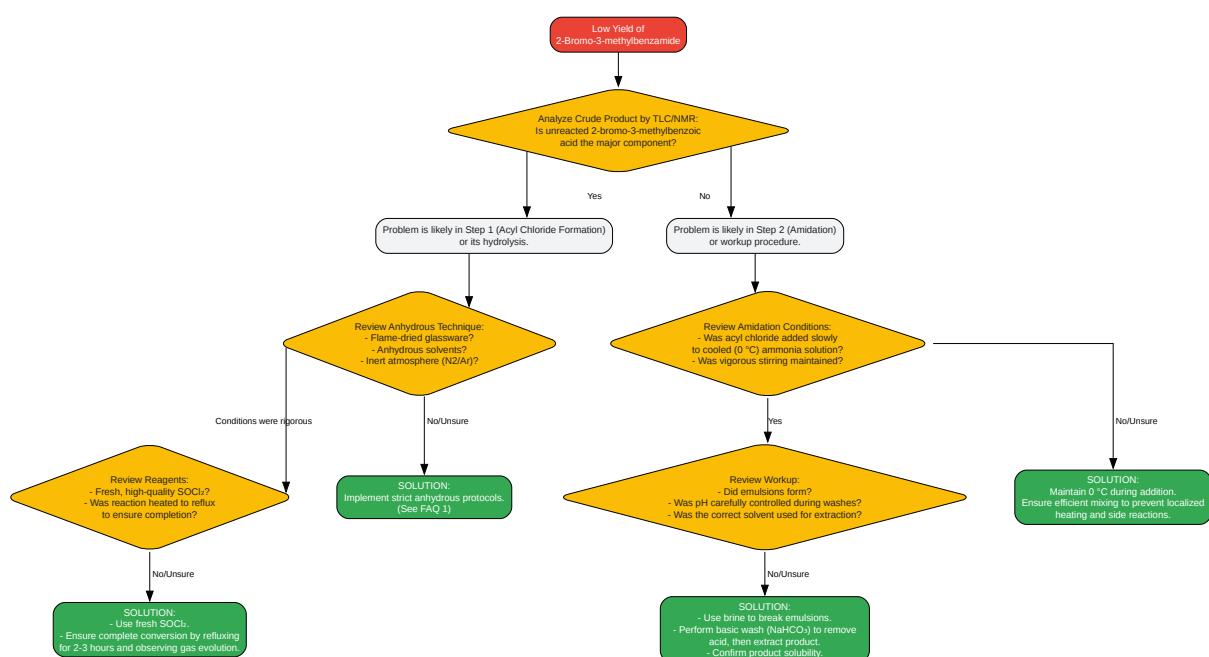 Low Yield of
2-Bromo-3-methylbenzamide
Analyze Crude Product by TLC/NMR:
Is unreacted 2-bromo-3-methylbenzoic
acid the major component?
Yes
No
Problem is likely in Step 1 (Acyl Chloride Formation)
or its hydrolysis.
Problem is likely in Step 2 (Amidation)
or workup procedure.
Review Anhydrous Technique:
- Flame-dried glassware?
- Anhydrous solvents?
- Inert atmosphere (N2/Ar)?
Review Amidation Conditions:
- Was acyl chloride added slowly
to cooled (0 °C) ammonia solution?
- Was vigorous stirring maintained?
Conditions were rigorous
No/Unsure
Yes
No/Unsure
Review Reagents:
- Fresh, high-quality SOCl₂?
- Was reaction heated to reflux
to ensure completion?
SOLUTION:
Implement strict anhydrous protocols.
(See FAQ 1)
Review Workup:
- Did emulsions form?
- Was pH carefully controlled during washes?
- Was the correct solvent used for extraction?
SOLUTION:
Maintain 0 °C during addition.
Ensure efficient mixing to prevent localized
heating and side reactions.
No/Unsure
No/Unsure
SOLUTION:
- Use fresh SOCl₂.
- Ensure complete conversion by refluxing
for 2-3 hours and observing gas evolution.
SOLUTION:
- Use brine to break emulsions.
- Perform basic wash (NaHCO₃) to remove
acid, then extract product.
- Confirm product solubility.